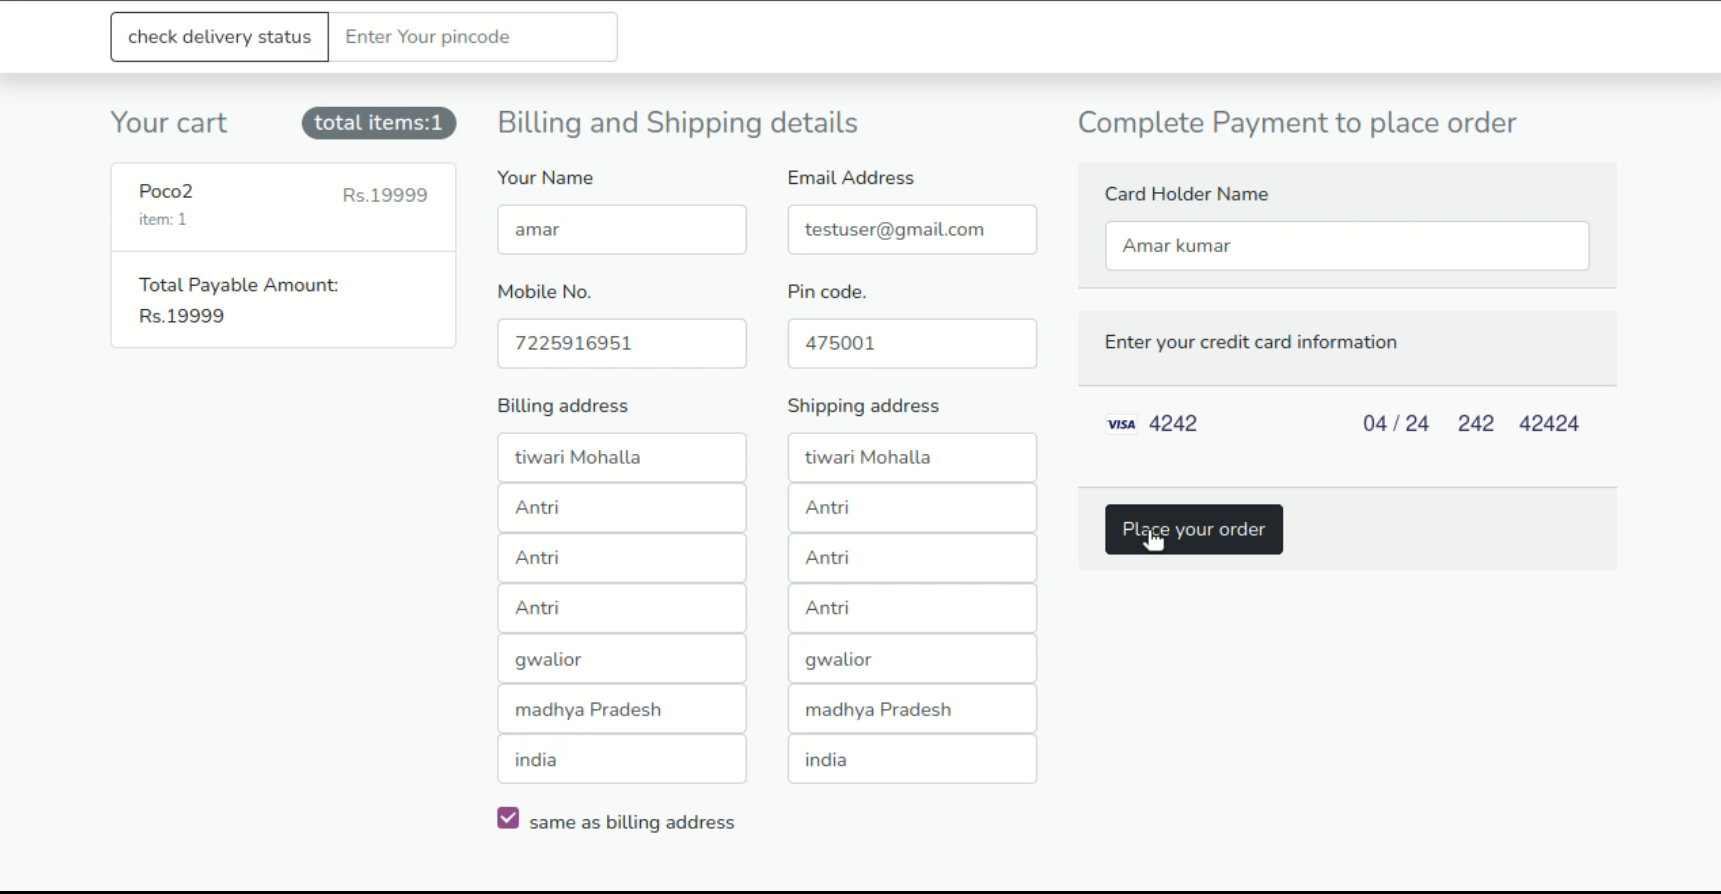 check delivery status Enter Your pincode
Your cart total items:1
Poco2 Rs.19999
item: 1
Total Payable Amount:
Rs.19999
Billing and Shipping details
Your Name Email Address
amar testuser@gmail.com
Mobile No. Pin code.
7225916951 475001
Billing address Shipping address
tiwari Mohalla tiwari Mohalla
Antri Antri
Antri Antri
Antri Antri
gwalior gwalior
madhya Pradesh madhya Pradesh
india india
same as billing address
Complete Payment to place order
Card Holder Name
Amar kumar
Enter your credit card information
VISA 4242 04 / 24 242 42424
Place your order